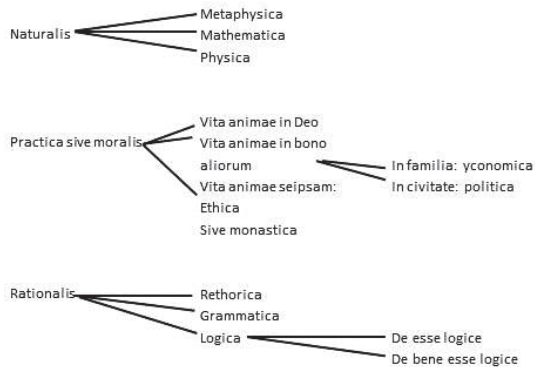 Naturalis
Metaphysica
Mathematica
Physica
Practica sive moralis
Vita animae in Deo
Vita animae in bono
aliorum
In familia: yconomica
In civitate: politica
Vita animae seipsam:
Ethica
Sive monastica
Rationalis
Rethorica
Grammatica
Logica
De esse logice
De bene esse logice